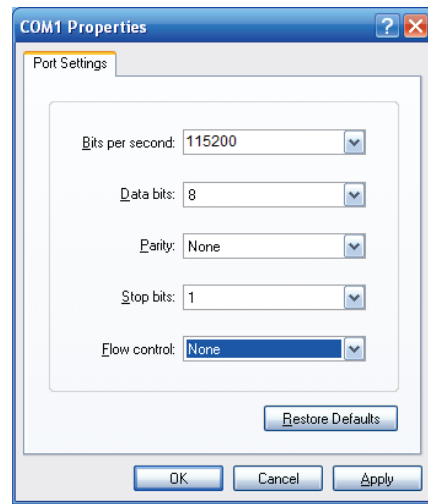 COM1 Properties
Port Settings
Bits per second: 115200
Data bits: 8
Parity: None
Stop bits: 1
Flow control: None
Restore Defaults
OK Cancel Apply